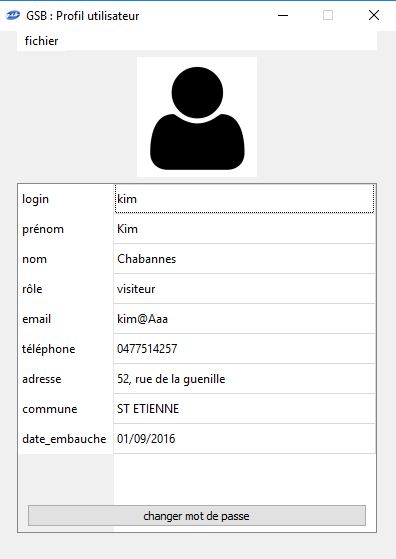 GSB : Profil utilisateur
fichier
login kim
prénom Kim
nom Chabannes
rôle visiteur
email kim@Aaa
téléphone 0477514257
adresse 52, rue de la guenille
commune ST ETIENNE
date_embauche 01/09/2016
changer mot de passe